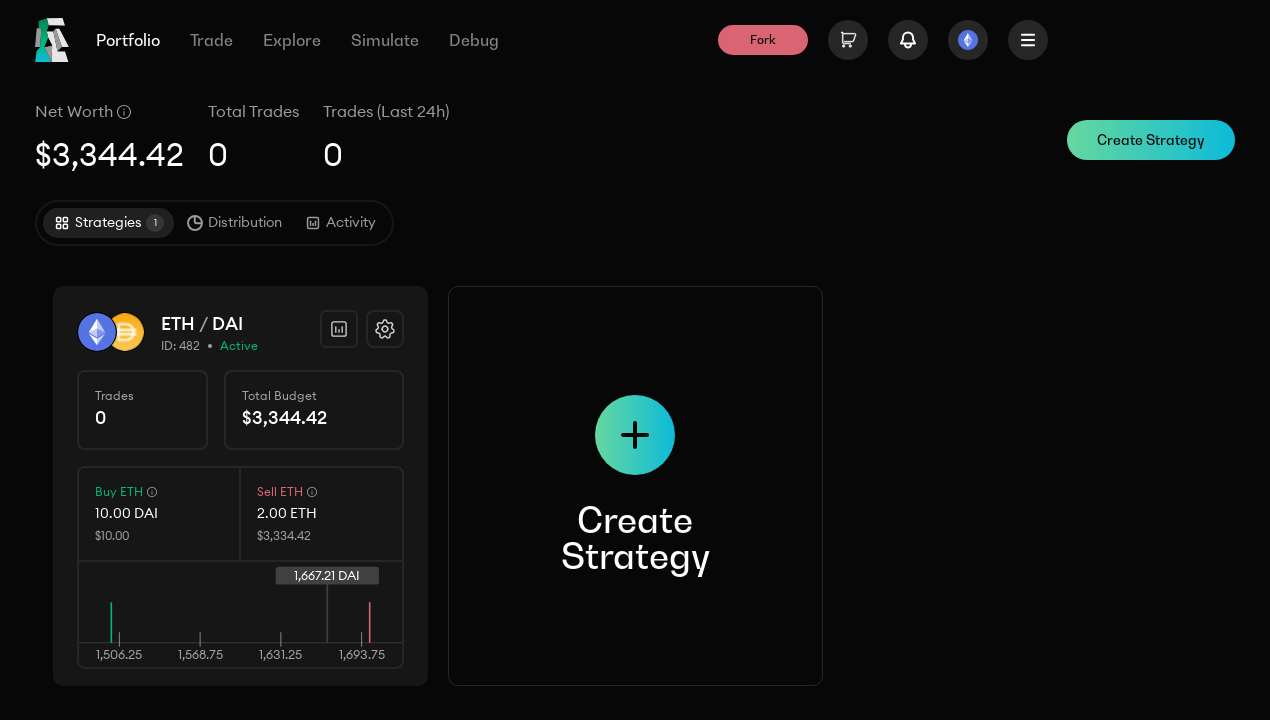 Portfolio Trade Explore Simulate Debug Fork
Net Worth Total Trades Trades (Last 24h)
$3,344.42 0 0
Create Strategy
Strategies 1 Distribution Activity
ETH / DAI
ID: 482 • Active
Trades Total Budget
0 $3,344.42
Buy ETH Sell ETH
10.00 DAI 2.00 ETH
$10.00 $3,334.42
1,667.21 DAI
1,506.25 1,568.75 1,631.25 1,693.75
Create
Strategy